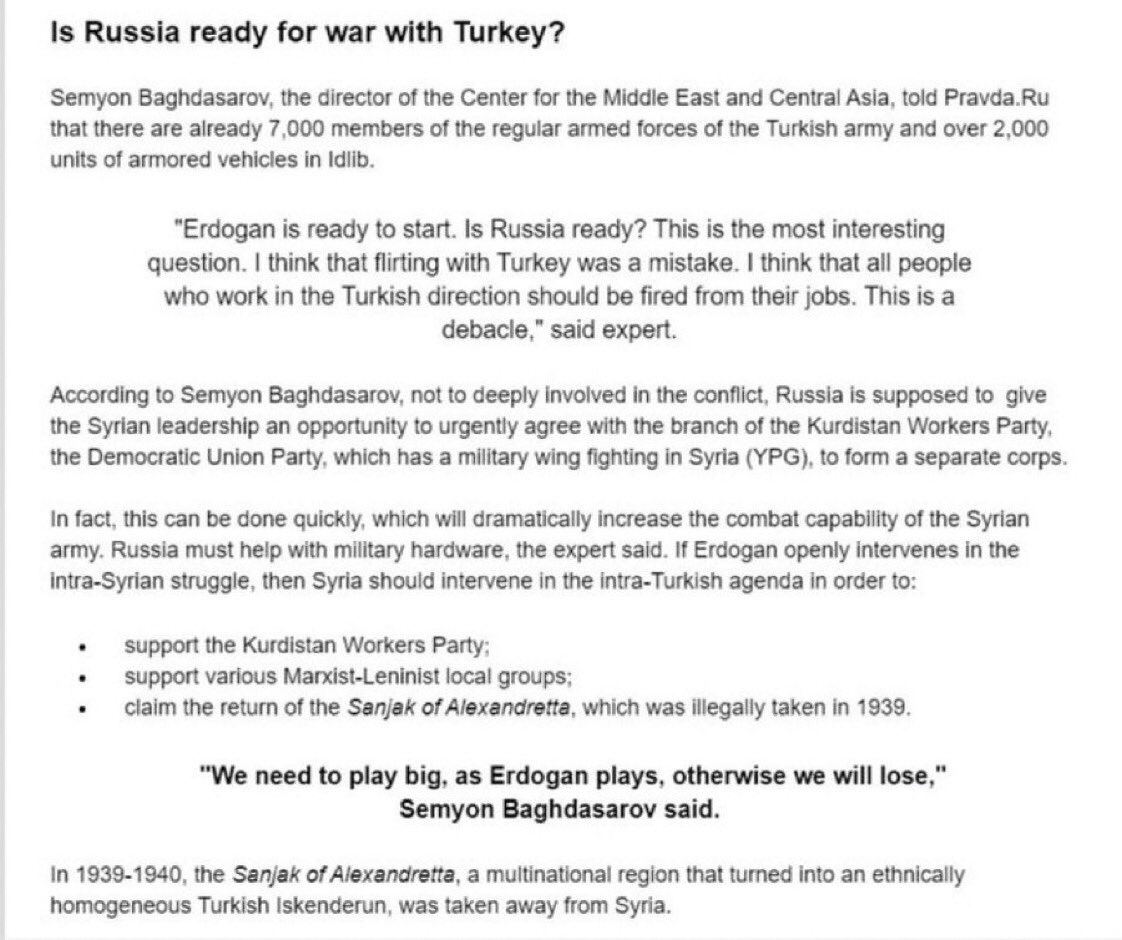 Is Russia ready for war with Turkey?
Semyon Baghdasarov, the director of the Center for the Middle East and Central Asia, told Pravda.Ru
that there are already 7,000 members of the regular armed forces of the Turkish army and over 2,000
units of armored vehicles in Idlib.
"Erdogan is ready to start. Is Russia ready? This is the most interesting
question. I think that flirting with Turkey was a mistake. I think that all people
who work in the Turkish direction should be fired from their jobs. This is a
debacle," said expert.
According to Semyon Baghdasarov, not to deeply involved in the conflict, Russia is supposed to give
the Syrian leadership an opportunity to urgently agree with the branch of the Kurdistan Workers Party,
the Democratic Union Party, which has a military wing fighting in Syria (YPG), to form a separate corps.
In fact, this can be done quickly, which will dramatically increase the combat capability of the Syrian
army. Russia must help with military hardware, the expert said. If Erdogan openly intervenes in the
intra-Syrian struggle, then Syria should intervene in the intra-Turkish agenda in order to:
• support the Kurdistan Workers Party;
• support various Marxist-Leninist local groups;
• claim the return of the Sanjak of Alexandretta, which was illegally taken in 1939.
"We need to play big, as Erdogan plays, otherwise we will lose,"
Semyon Baghdasarov said.
In 1939-1940, the Sanjak of Alexandretta, a multinational region that turned into an ethnically
homogeneous Turkish Iskenderun, was taken away from Syria.